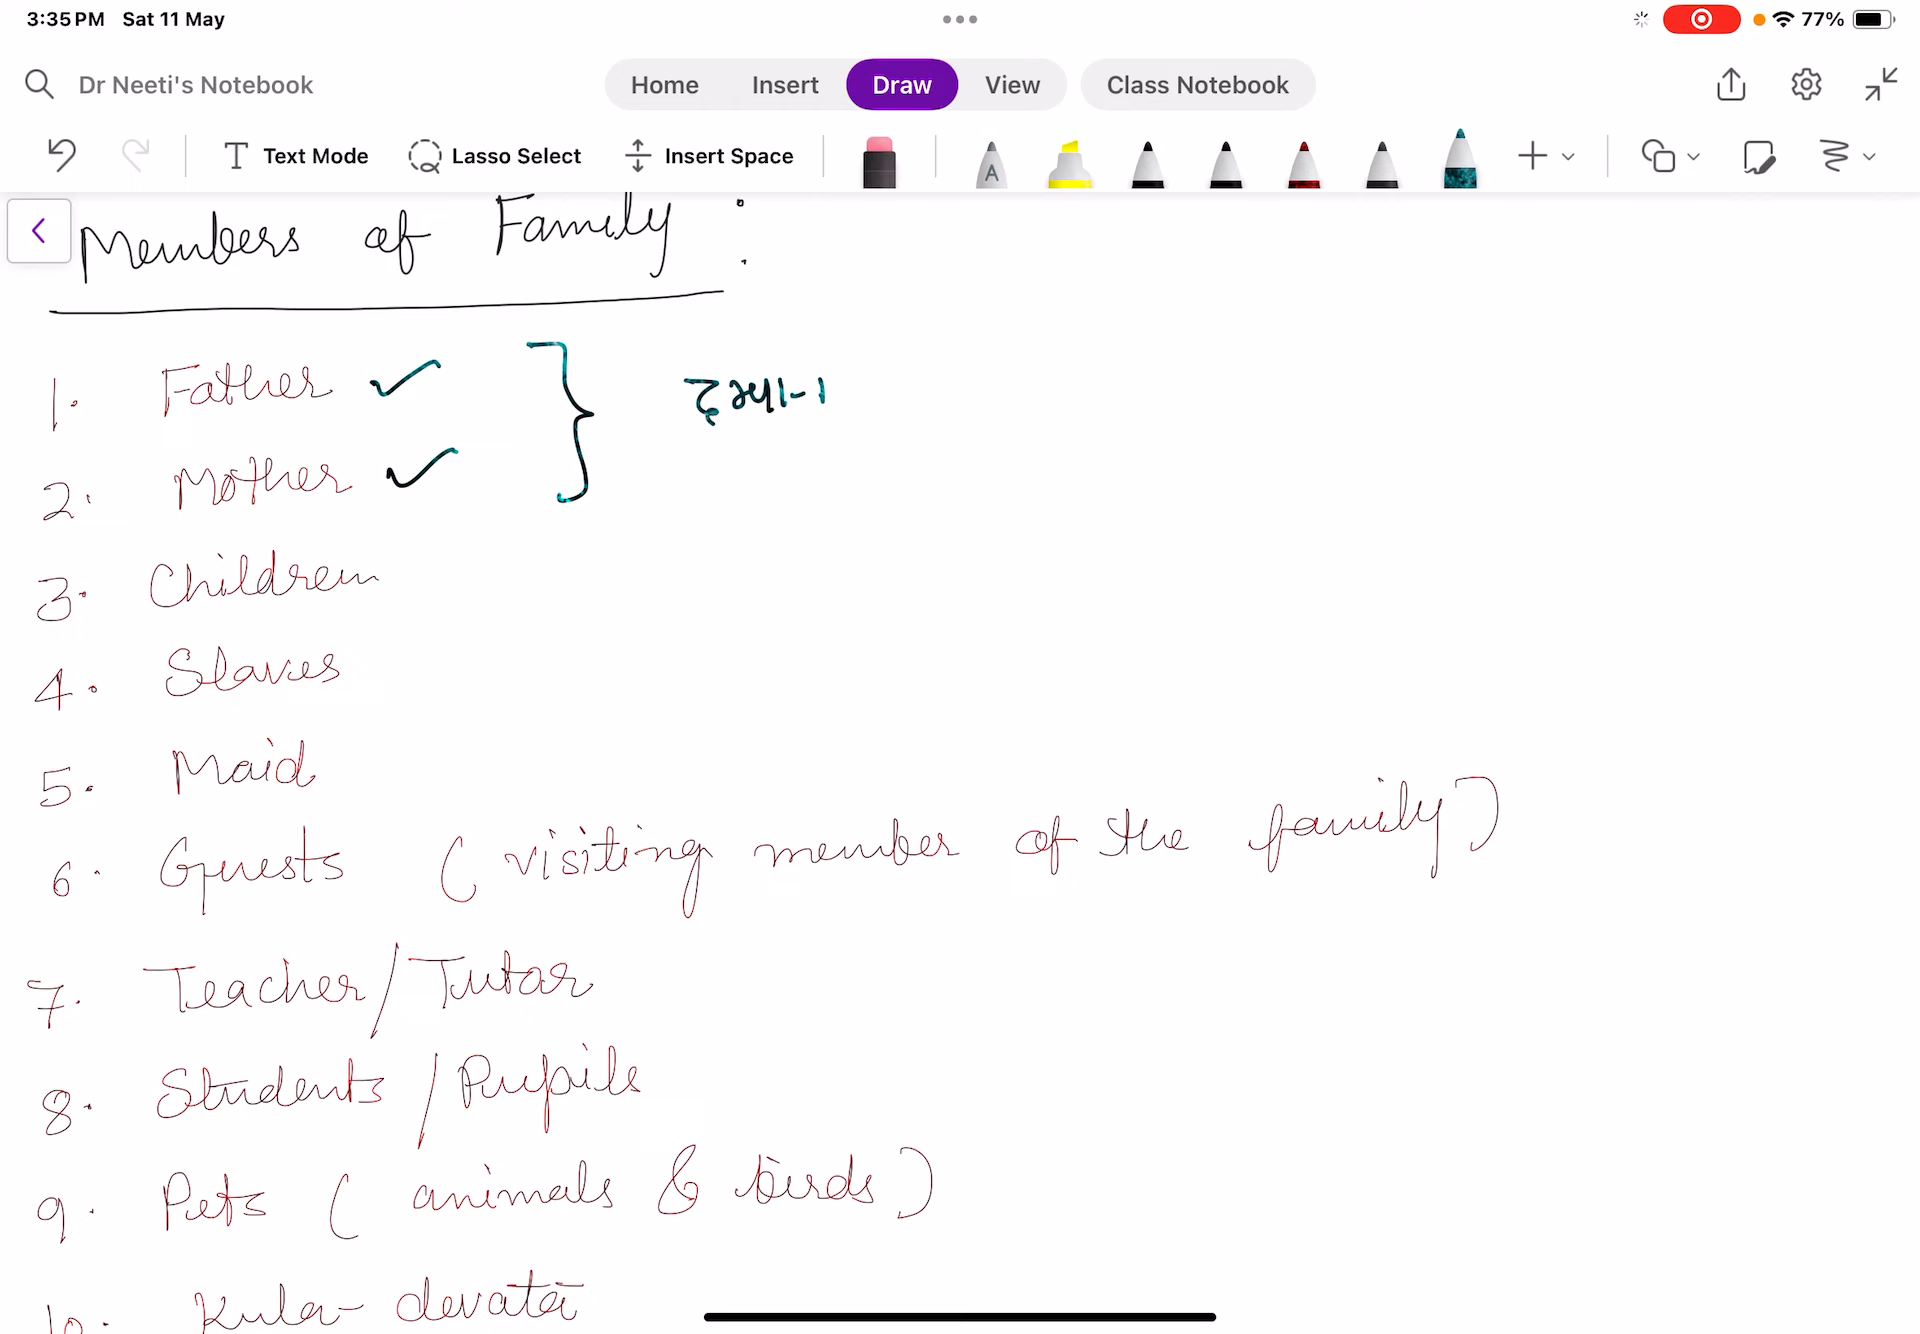 3:35 PM Sat 11 May
77%
Dr Neeti's Notebook Home Insert Draw View Class Notebook
Text Mode Lasso Select Insert Space A
Members of Family :
1. Father ✓
2. Mother ✓
3. Children
4. Slaves
5. Maid
6. Guests ( visiting member of the family )
7. Teacher / Tutor
8. Students / Pupils
9. Pets ( animals & birds )
10. Kula- devatā